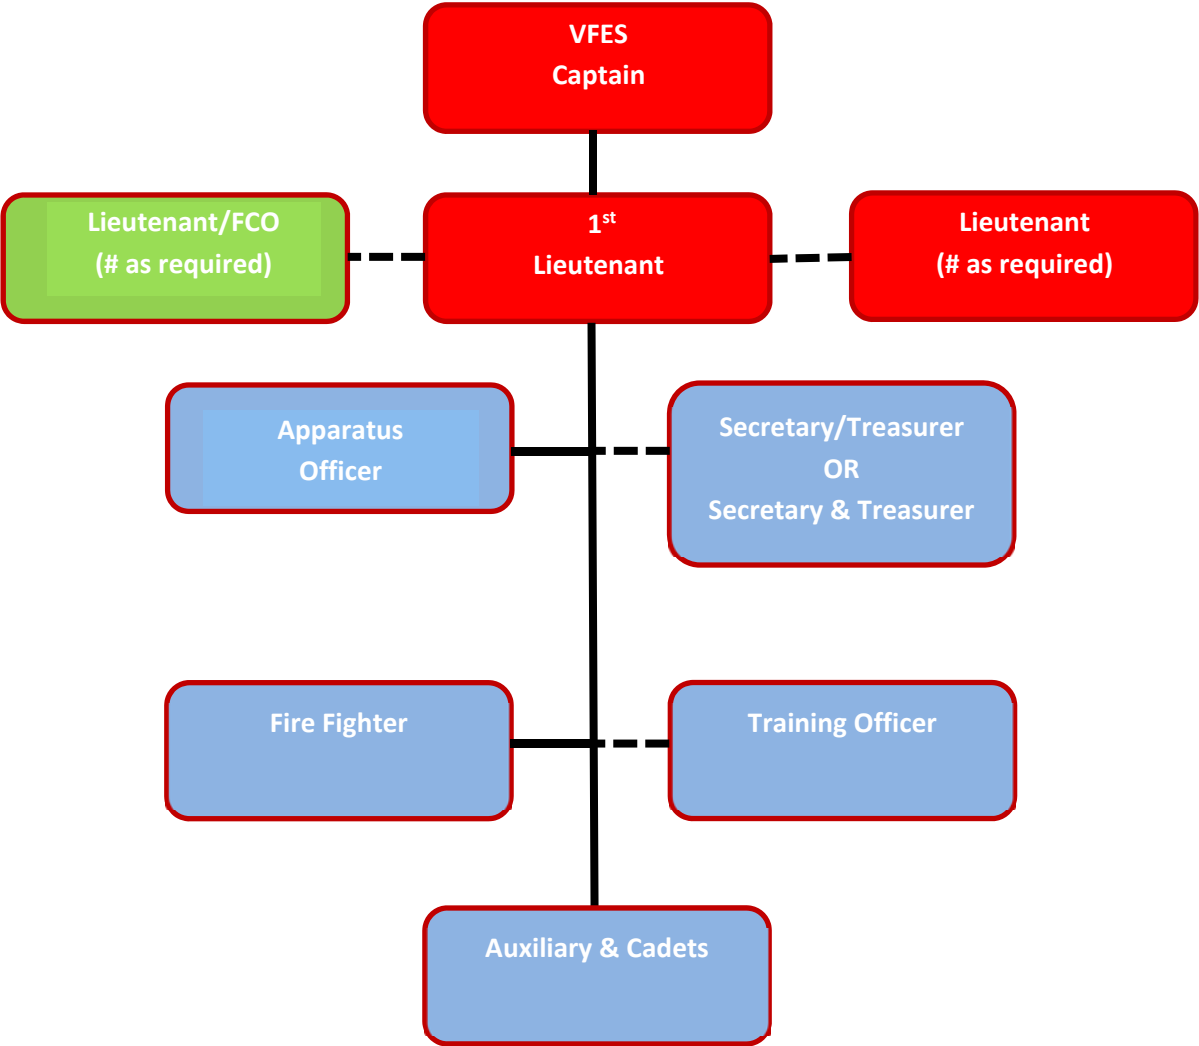 VFES
Captain
Lieutenant/FCO
(# as required)
1st
Lieutenant
Lieutenant
(# as required)
Apparatus
Officer
Secretary/Treasurer
OR
Secretary & Treasurer
Fire Fighter
Training Officer
Auxiliary & Cadets